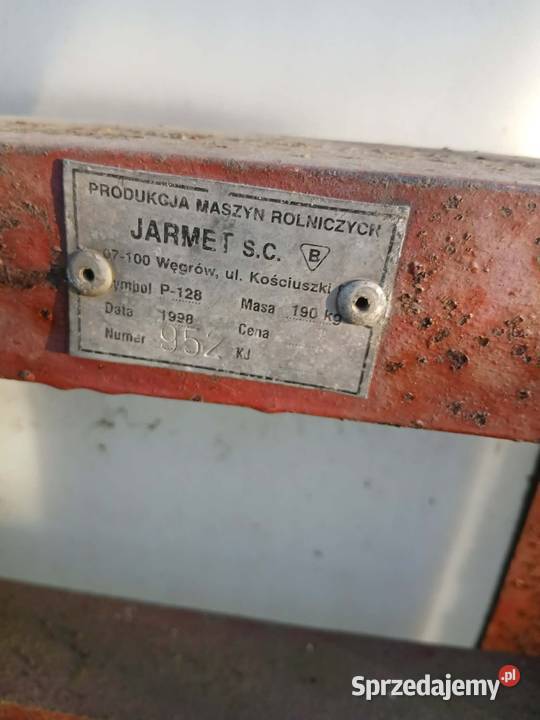 PRODUKCJA MASZYN ROLNICZYCH
JARMET S.C. B
07-100 Węgrów, ul. Kościuszki
ymbol P-128 Masa 190 kg
Data 1998 Cena
Numer 952 KJ
Sprzedajemy.pl